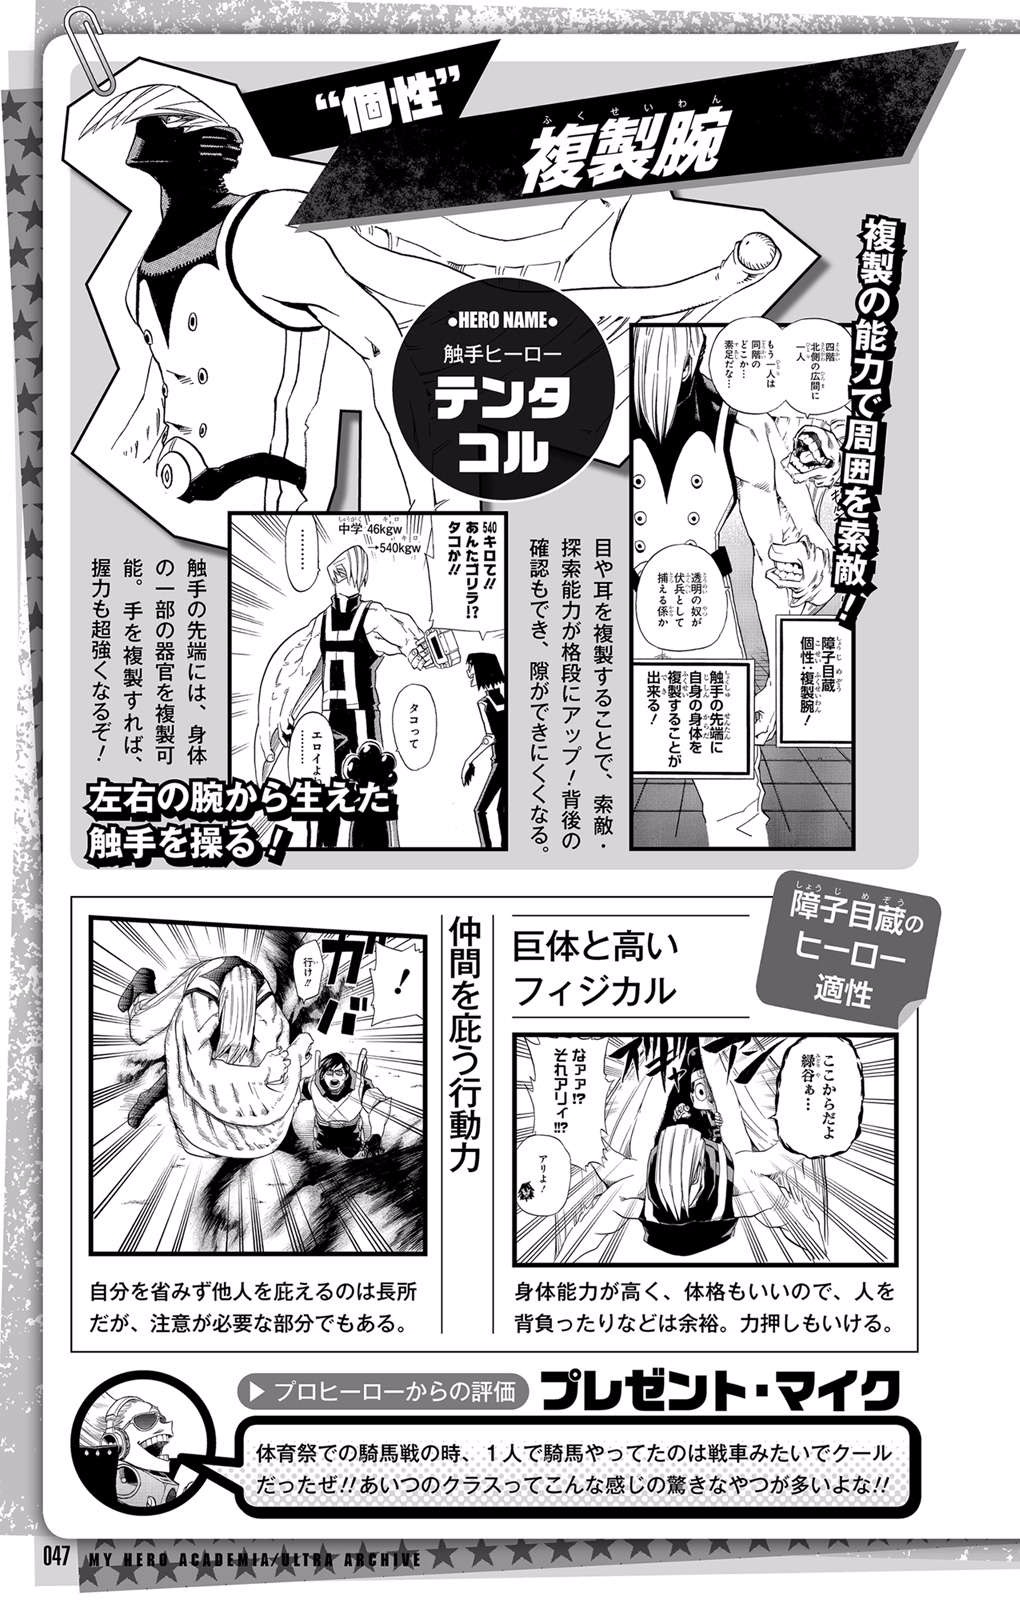 “個性”
ふくせいわん
複製腕
複製の能力で周囲を索敵！
●HERO NAME●
触手ヒーロー
テンタ
コル
四階
北側の広間に
一人
もう一人は
同階の
どこか…
素足だな…
透明の奴が
伏兵として
捕える係か
障子目蔵
個性：複製腕！
触手の先端に
自身の身体を
複製することが
出来る！
目や耳を複製することで、索敵・
探索能力が格段にアップ！背後の
確認もでき、隙ができにくくなる。
540キロて!!
あんたゴリラ!?
タコか!!
中学 46kgw
→540kgw
………
タコって
エロイよね
……
触手の先端には、身体
の一部の器官を複製可
能。手を複製すれば、
握力も超強くなるぞ！
左右の腕から生えた
触手を操る！
しょうじめぞう
障子目蔵の
ヒーロー
適性
巨体と高い
フィジカル
ここからだよ
緑谷ぁ…
なァァ!?
それアリィ!!?
アリよ！
身体能力が高く、体格もいいので、人を
背負ったりなどは余裕。力押しもいける。
仲間を庇う行動力
！
ガバ
行け!!
自分を省みず他人を庇えるのは長所
だが、注意が必要な部分でもある。
▶プロヒーローからの評価
プレゼント・マイク
体育祭での騎馬戦の時、１人で騎馬やってたのは戦車みたいでクール
だったぜ!!あいつのクラスってこんな感じの驚きなやつが多いよな!!
047 MY HERO ACADEMIA/ULTRA ARCHIVE